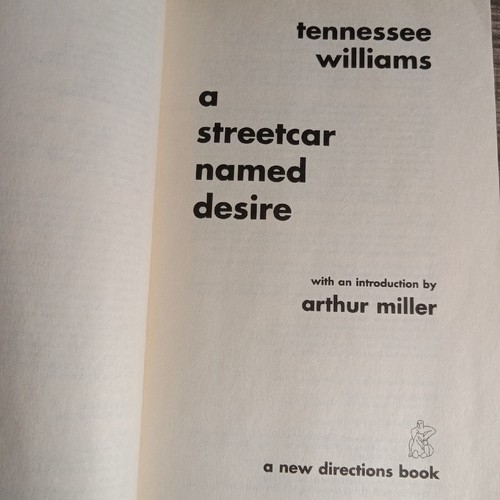 tennessee
williams
a
streetcar
named
desire
with an introduction by
arthur miller
a new directions book